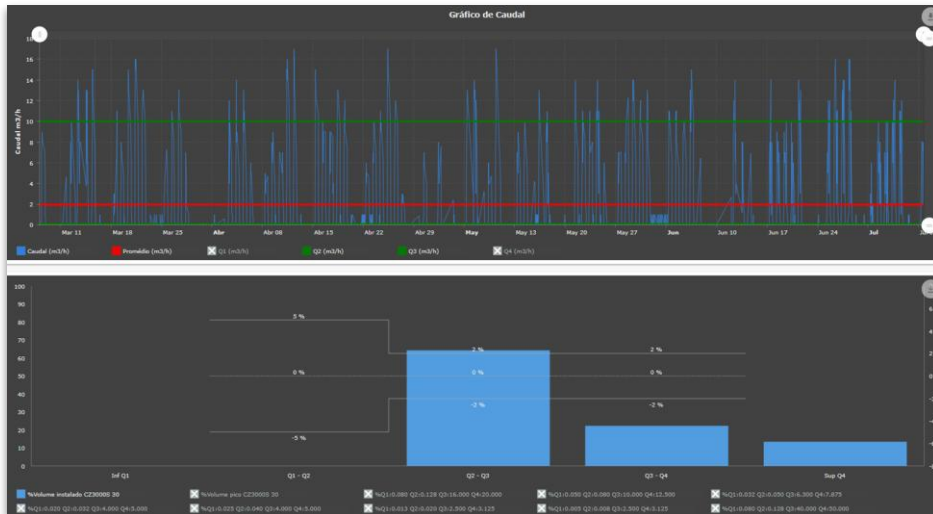 Gráfico de Caudal
18
16
14
12
10
8
6
4
2
0
Caudal m3/h
Mar 11 Mar 18 Mar 25 Abr Abr 08 Abr 15 Abr 22 Abr 29 May May 13 May 20 May 27 Jun Jun 10 Jun 17 Jun 24 Jul
Caudal (m3/h) Promédio (m3/h) Q1 (m3/h) Q2 (m3/h) Q3 (m3/h) Q4 (m3/h)
100
90
80
70
60
50
40
30
20
10
0
5 %
2 % 2 %
0 % 0 % 0 %
-2 % -2 %
-5 %
6
4
2
0
Inf Q1 Q1 - Q2 Q2 - Q3 Q3 - Q4 Sup Q4
%Volume instalado CZ3000S 30 %Volume pico CZ3000S 30 %Q1:0.080 Q2:0.128 Q3:16.000 Q4:20.000 %Q1:0.050 Q2:0.080 Q3:10.000 Q4:12.500 %Q1:0.032 Q2:0.050 Q3:6.300 Q4:7.875
%Q1:0.020 Q2:0.032 Q3:4.000 Q4:5.000 %Q1:0.025 Q2:0.040 Q3:4.000 Q4:5.000 %Q1:0.013 Q2:0.020 Q3:2.500 Q4:3.125 %Q1:0.005 Q2:0.008 Q3:2.500 Q4:3.125 %Q1:0.080 Q2:0.128 Q3:40.000 Q4:50.000